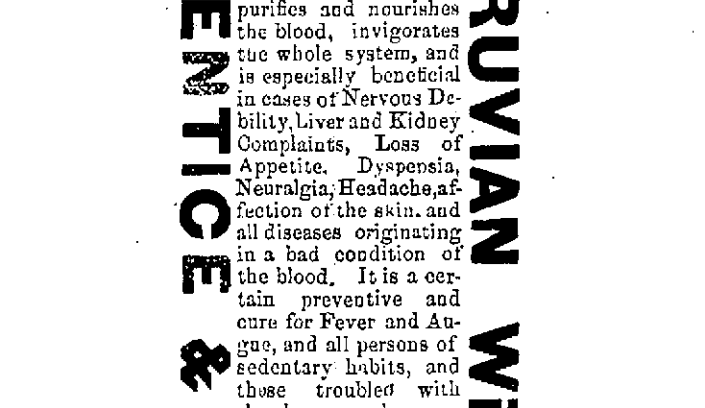 ENTICE &
purifies and nourishes
the blood, invigorates
the whole system, and
is especially beneficial
in cases of Nervous De-
bility, Liver and Kidney
Complaints, Loss of
Appetite, Dyspensia,
Neuralgia, Headache, af-
fection of the skin. and
all diseases originating
in a bad condition of
the blood. It is a cer-
tain preventive and
cure for Fever and Au-
gue, and all persons of
sedentary habits, and
those troubled with
RUVIAN WI